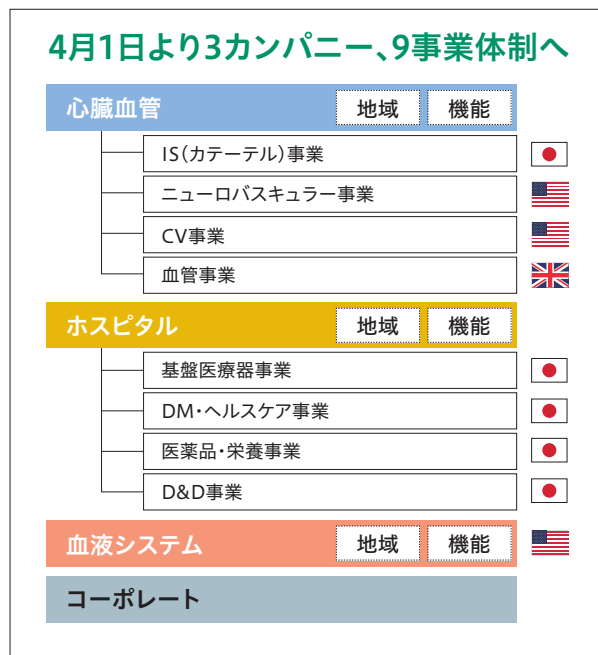 4月1日より3カンパニー、9事業体制へ
心臓血管 地域 機能
IS(カテーテル)事業
ニューロバスキュラー事業
CV事業
血管事業
ホスピタル 地域 機能
基盤医療器事業
DM・ヘルスケア事業
医薬品・栄養事業
D&D事業
血液システム 地域 機能
コーポレート